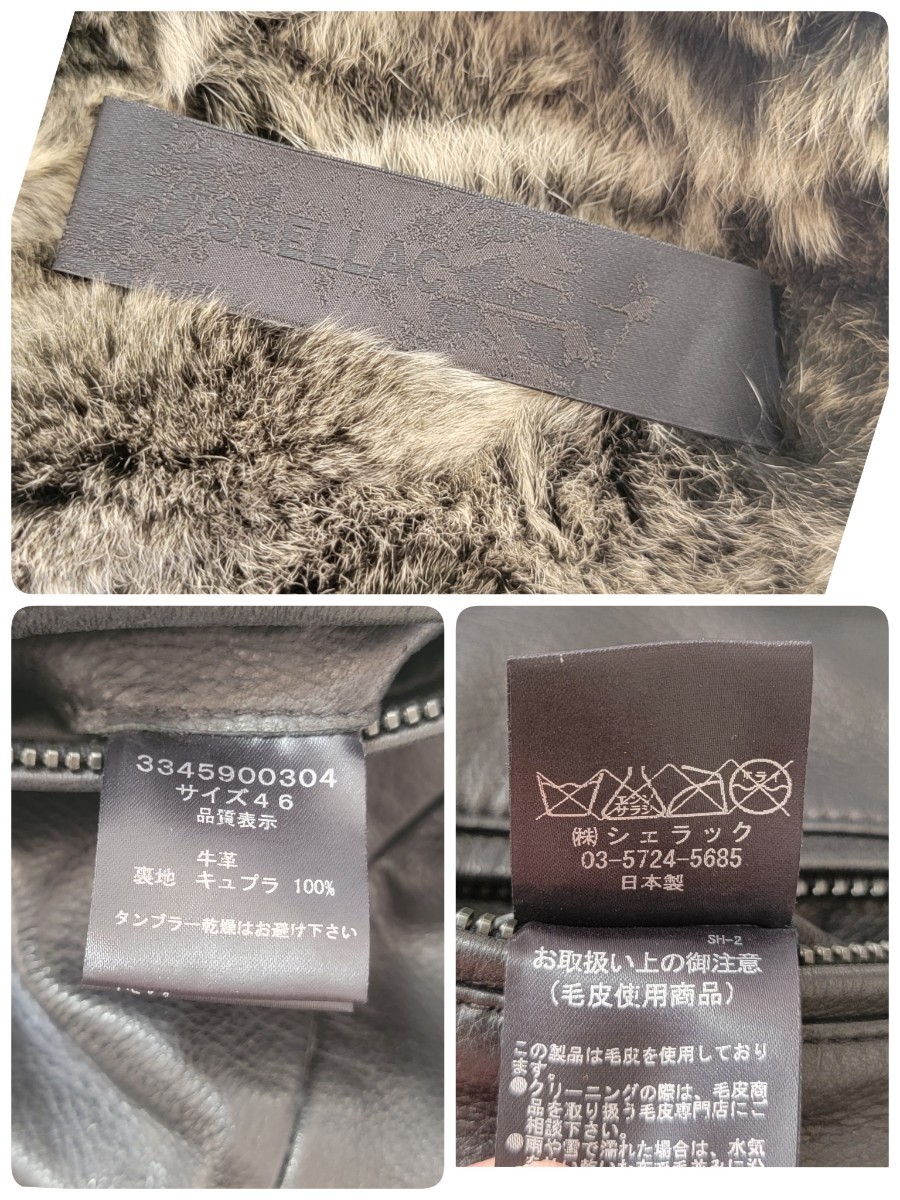 SHELLAC
3345900304
サイズ46
品質表示
牛革
裏地 キュプラ 100%
タンブラー乾燥はお避け下さい
エンソ
サラシ
ドライ
㈱シェラック
03-5724-5685
日本製
SH-2
お取扱い上の御注意
(毛皮使用商品)
この製品は毛皮を使用しており
ます。
●クリーニングの際は、毛皮商
品を取り扱う毛皮専門店にご
相談下さい。
●雨や雪で濡れた場合は、水気